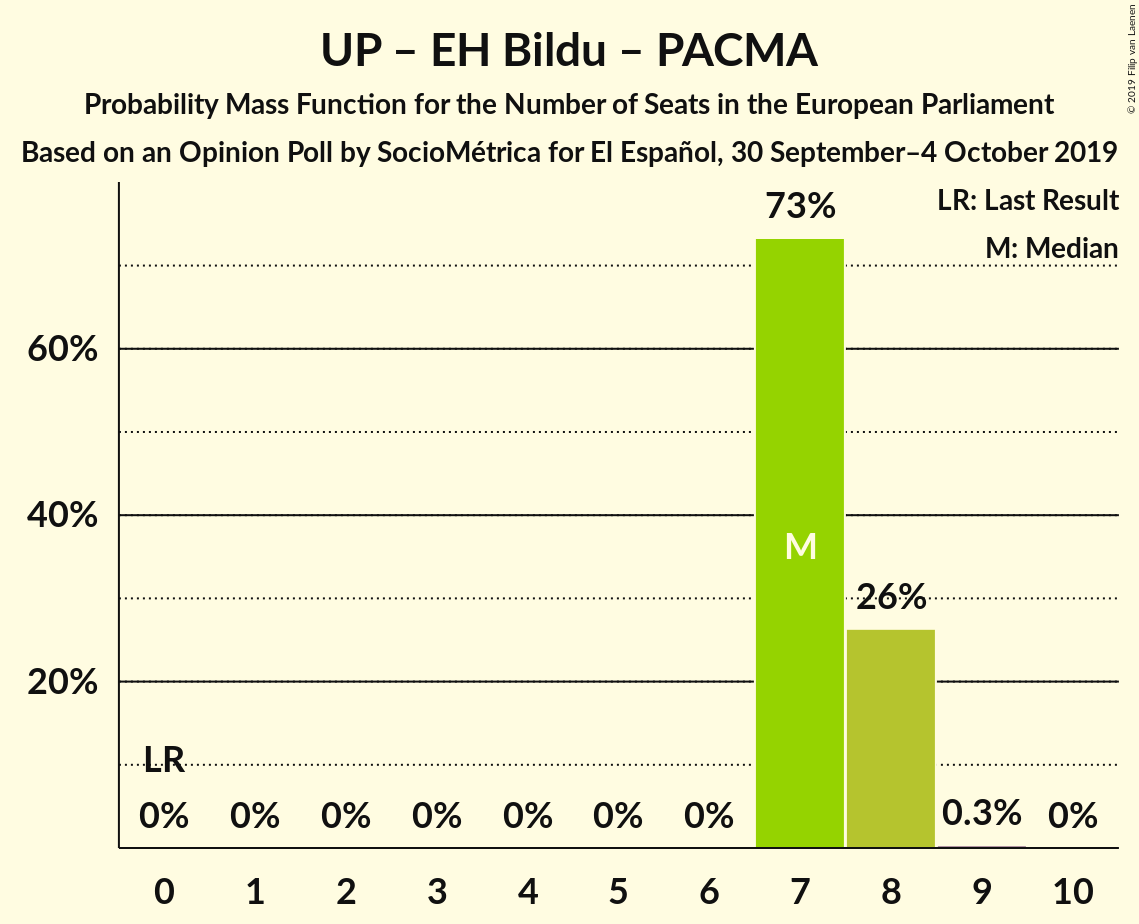 UP – EH Bildu – PACMA
Probability Mass Function for the Number of Seats in the European Parliament
Based on an Opinion Poll by SocioMétrica for El Español, 30 September–4 October 2019
© 2019 Filip van Laenen
LR: Last Result
M: Median
60%
40%
20%
LR
0%
0%
0%
0%
0%
0%
0%
73%
M
26%
0.3%
0%
0 1 2 3 4 5 6 7 8 9 10